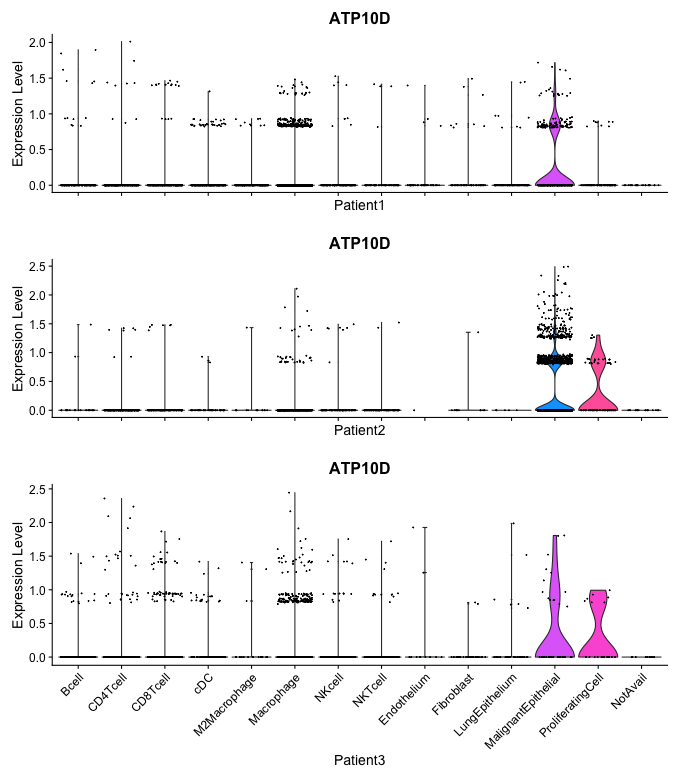 ATP10D
Expression Level
2.0
1.5
1.0
0.5
0.0
Patient1
ATP10D
Expression Level
2.5
2.0
1.5
1.0
0.5
0.0
Patient2
ATP10D
Expression Level
2.5
2.0
1.5
1.0
0.5
0.0
Bcell
CD4Tcell
CD8Tcell
cDC
M2Macrophage
Macrophage
NKcell
NKTcell
Endothelium
Fibroblast
LungEpithelium
MalignantEpithelial
ProliferatingCell
NotAvail
Patient3